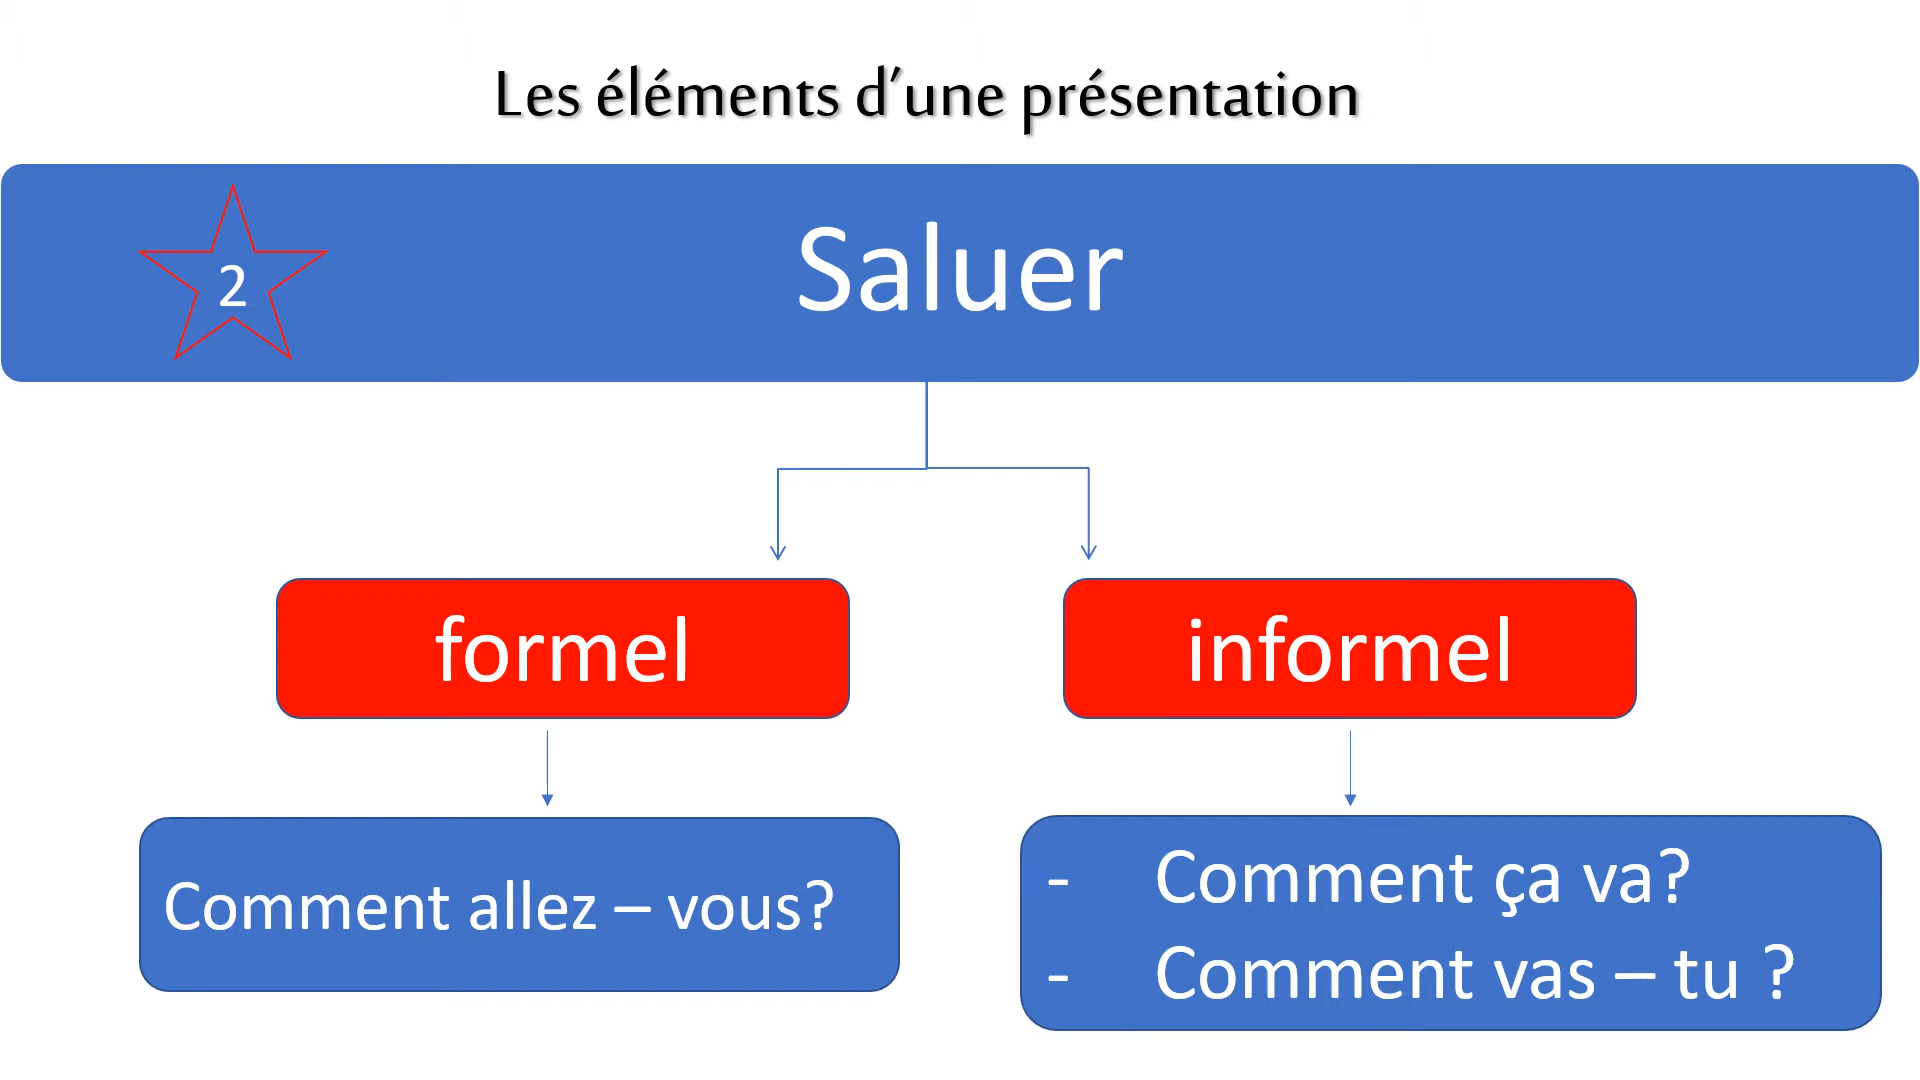 Les éléments d’une présentation
2
Saluer
formel
informel
Comment allez – vous?
- Comment ça va?
- Comment vas – tu ?